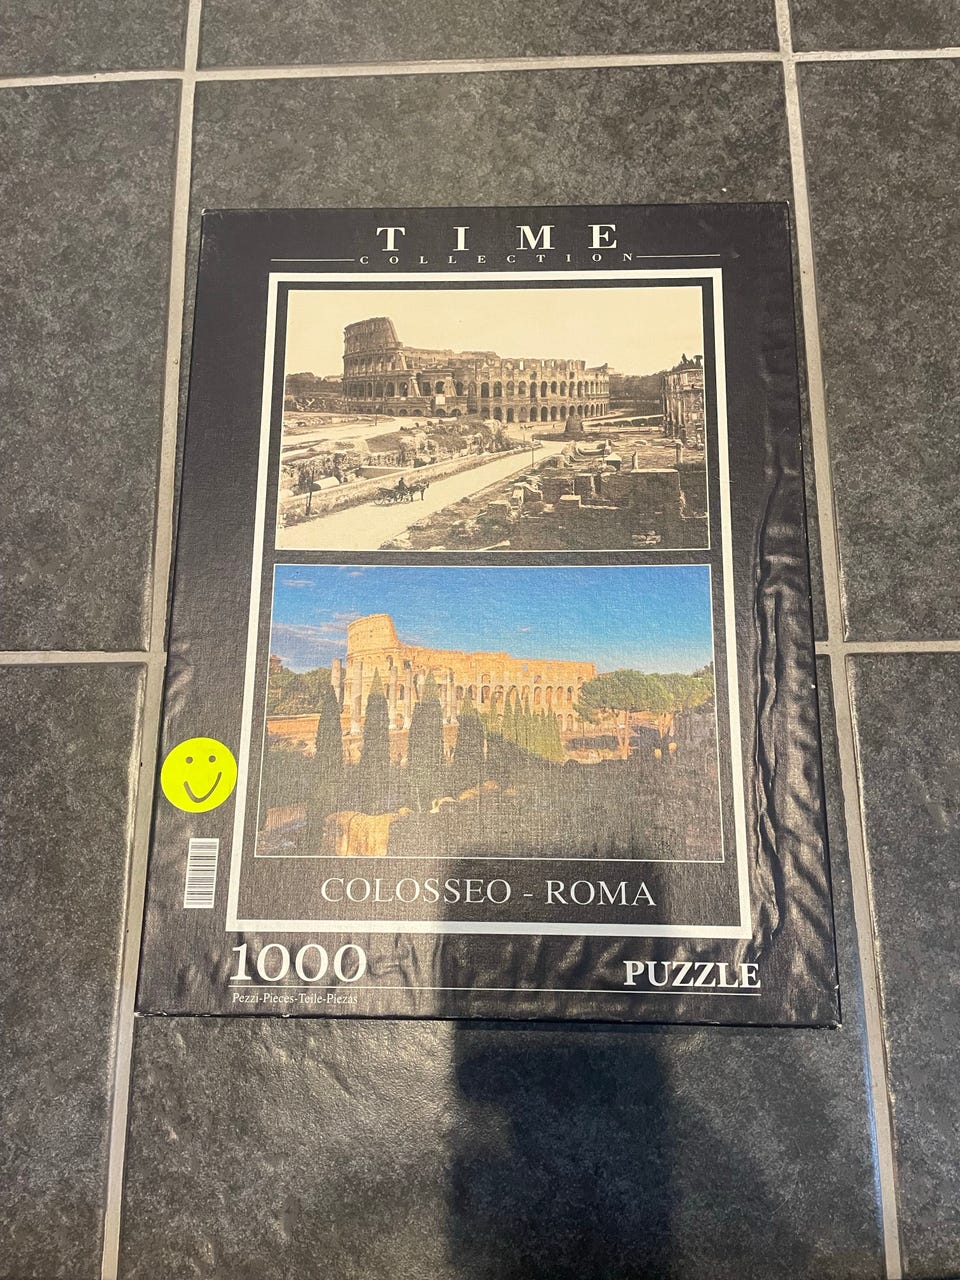 TIME
COLLECTION
COLOSSEO - ROMA
1000
PUZZLE
Pezzi-Pieces-Teile-Piezas